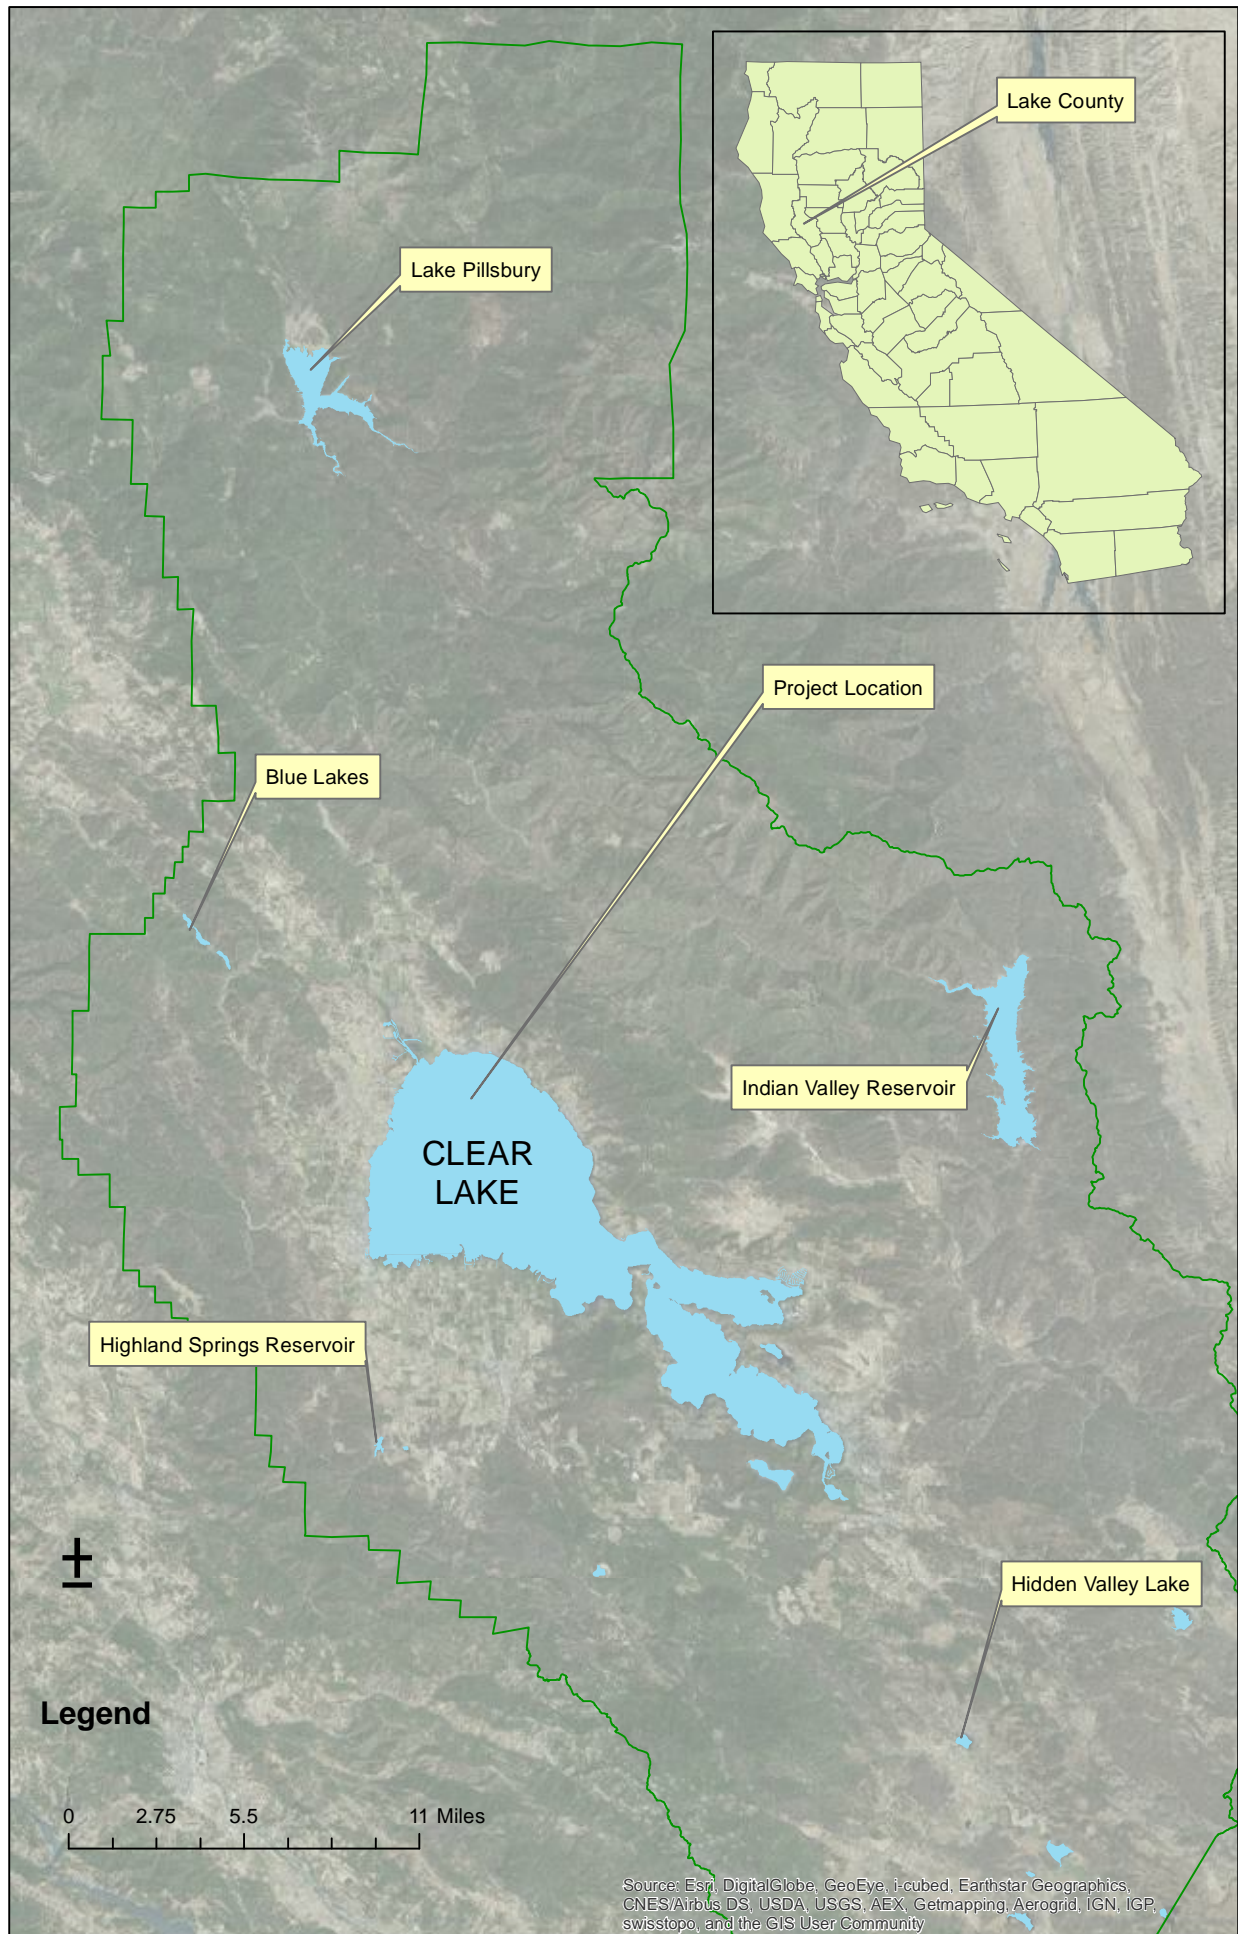 Lake County
Lake Pillsbury
Project Location
Blue Lakes
Indian Valley Reservoir
CLEAR
LAKE
Highland Springs Reservoir
Hidden Valley Lake
Legend
0 2.75 5.5 11 Miles
Source: Esri, DigitalGlobe, GeoEye, i-cubed, Earthstar Geographics,
CNES/Airbus DS, USDA, USGS, AEX, Getmapping, Aerogrid, IGN, IGP,
swisstopo, and the GIS User Community